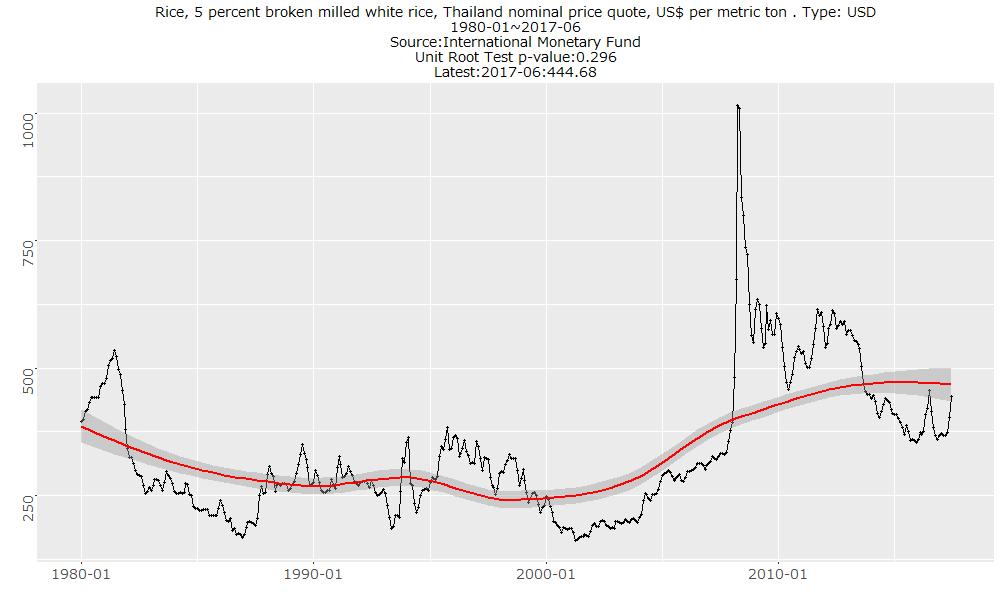 Rice, 5 percent broken milled white rice, Thailand nominal price quote, US$ per metric ton . Type: USD
1980-01~2017-06
Source:International Monetary Fund
Unit Root Test p-value:0.296
Latest:2017-06:444.68
1000
750
500
250
1980-01
1990-01
2000-01
2010-01